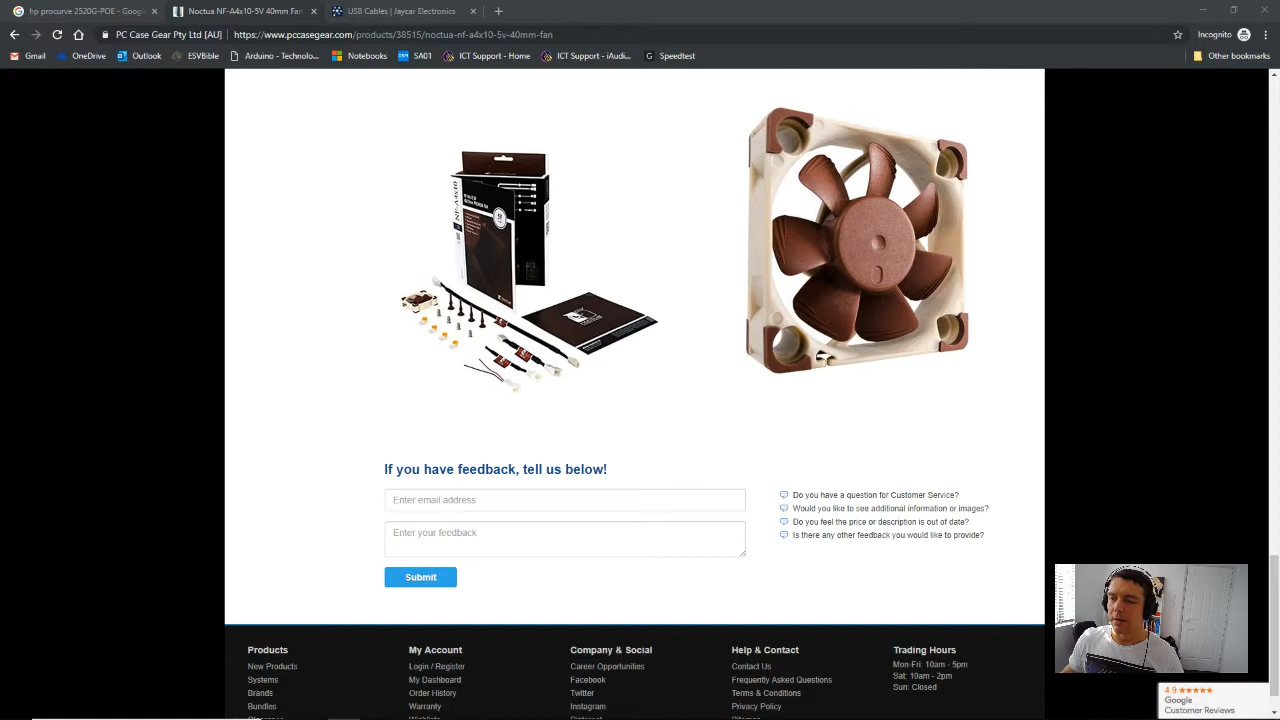 hp procurve 2520G-POE - Google
Noctua NF-A4x10-5V 40mm Fan
USB Cables | Jaycar Electronics
PC Case Gear Pty Ltd [AU]
https://www.pccasegear.com/products/38515/noctua-nf-a4x10-5v-40mm-fan
Incognito
Gmail
OneDrive
Outlook
ESVBible
Arduino - Technolo...
Notebooks
SA01
ICT Support - Home
ICT Support - iAudi...
Speedtest
Other bookmarks
NF-A4x10
If you have feedback, tell us below!
Enter email address
Enter your feedback
Submit
Do you have a question for Customer Service?
Would you like to see additional information or images?
Do you feel the price or description is out of date?
Is there any other feedback you would like to provide?
Products
New Products
Systems
Brands
Bundles
My Account
Login / Register
My Dashboard
Order History
Warranty
Company & Social
Career Opportunities
Facebook
Twitter
Instagram
Help & Contact
Contact Us
Frequently Asked Questions
Terms & Conditions
Privacy Policy
Trading Hours
Mon-Fri: 10am - 5pm
Sat: 10am - 2pm
Sun: Closed
4.9
Google
Customer Reviews